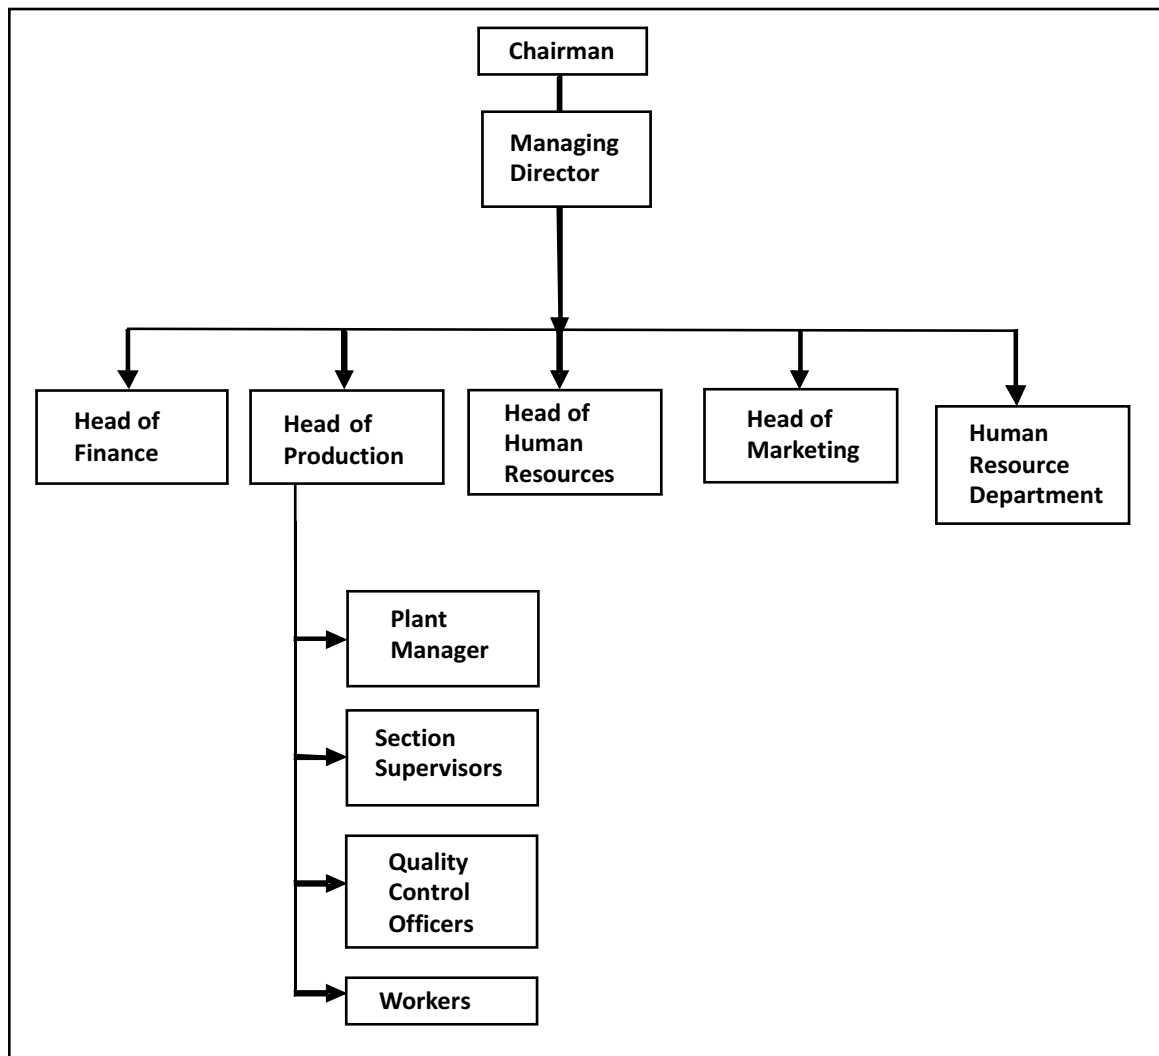 Chairman
Managing
Director
Head of
Finance
Head of
Production
Head of
Human
Resources
Head of
Marketing
Human
Resource
Department
Plant
Manager
Section
Supervisors
Quality
Control
Officers
Workers